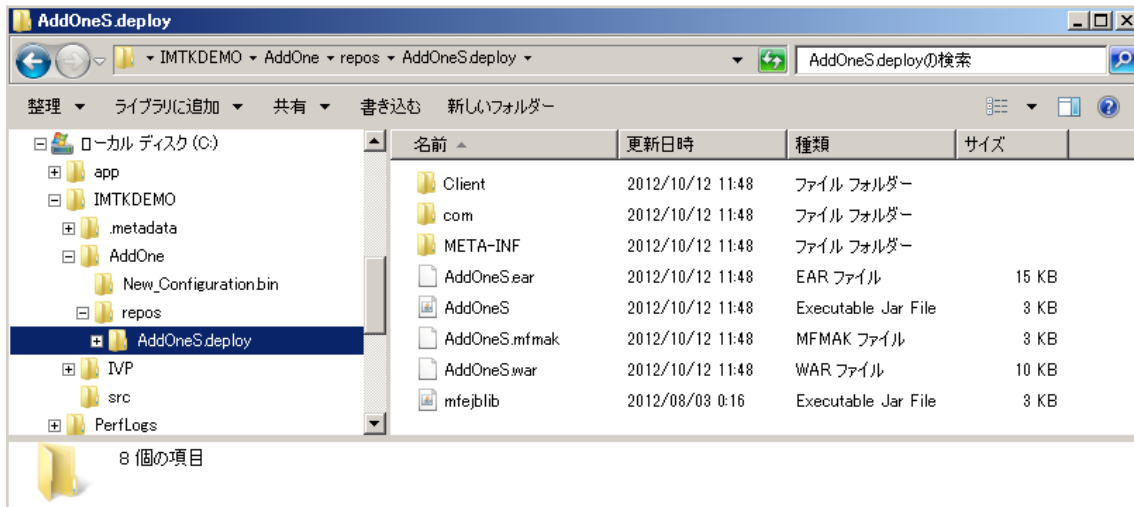 AddOneS.deploy
IMTKDEMO AddOne repos AddOneS.deploy AddOneS.deployの検索
整理 ライブラリに追加 共有 書き込む 新しいフォルダー
ローカル ディスク (C:)
app
IMTKDEMO
.metadata
AddOne
New_Configuration.bin
repos
AddOneS.deploy
IVP
src
PerfLogs
名前 更新日時 種類 サイズ
Client 2012/10/12 11:48 ファイル フォルダー
com 2012/10/12 11:48 ファイル フォルダー
META-INF 2012/10/12 11:48 ファイル フォルダー
AddOneS.ear 2012/10/12 11:48 EAR ファイル 15 KB
AddOneS 2012/10/12 11:48 Executable Jar File 3 KB
AddOneS.mfmak 2012/10/12 11:48 MFMAK ファイル 3 KB
AddOneS.war 2012/10/12 11:48 WAR ファイル 10 KB
mfejblib 2012/08/03 0:16 Executable Jar File 3 KB
8 個の項目